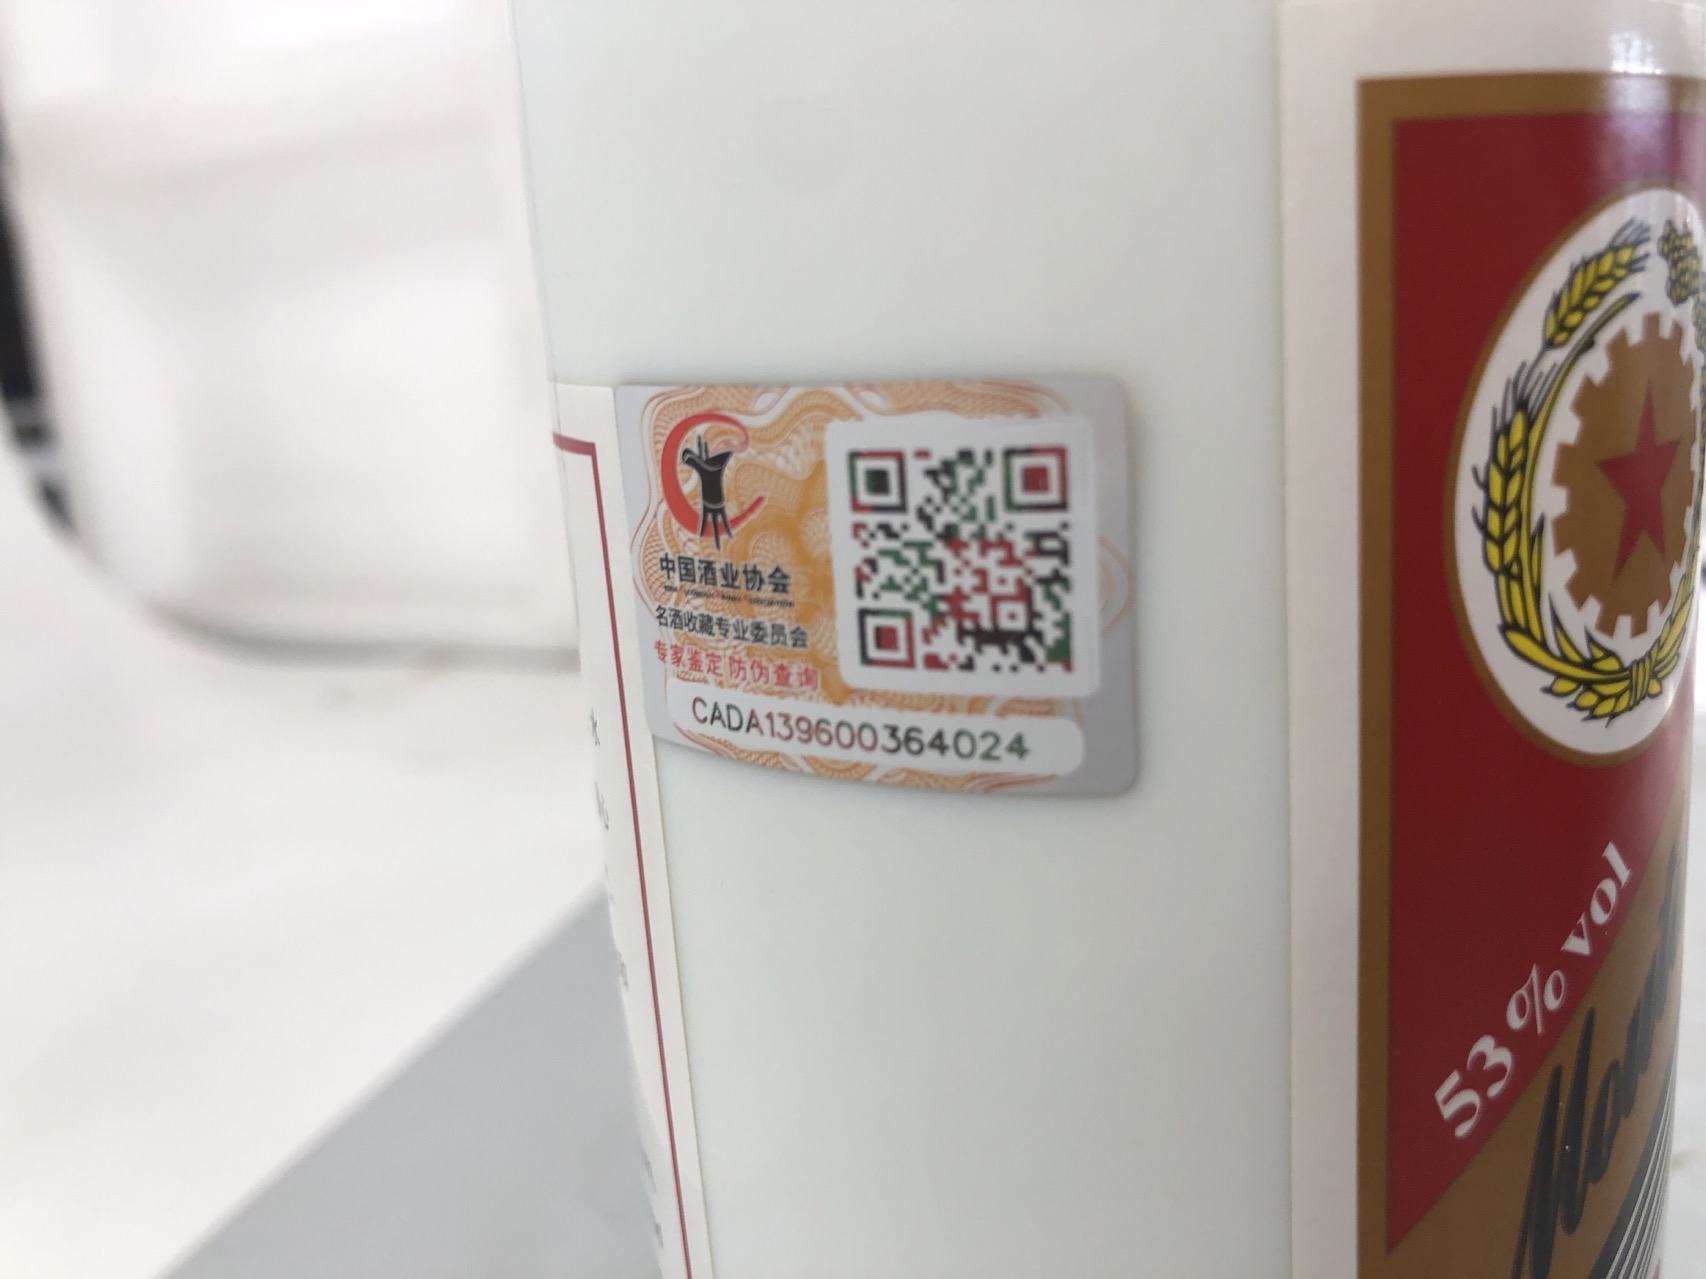 中国酒业协会
名酒收藏专业委员会
专家鉴定 防伪查询
CADA139600364024
53% vol